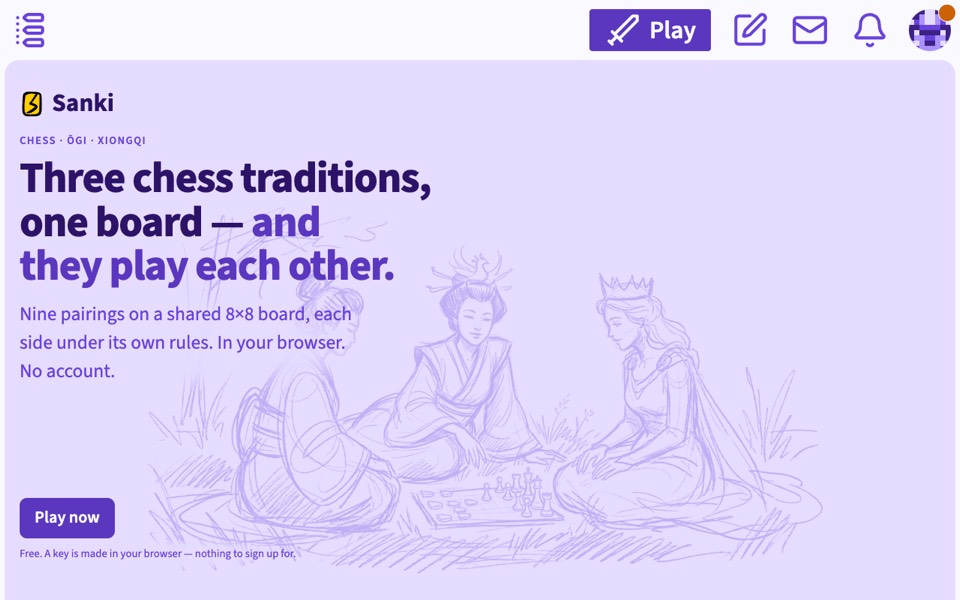 Play
Sanki
CHESS · ŌGI · XIONGQI
Three chess traditions,
one board — and
they play each other.
Nine pairings on a shared 8×8 board, each
side under its own rules. In your browser.
No account.
Play now
Free. A key is made in your browser — nothing to sign up for.